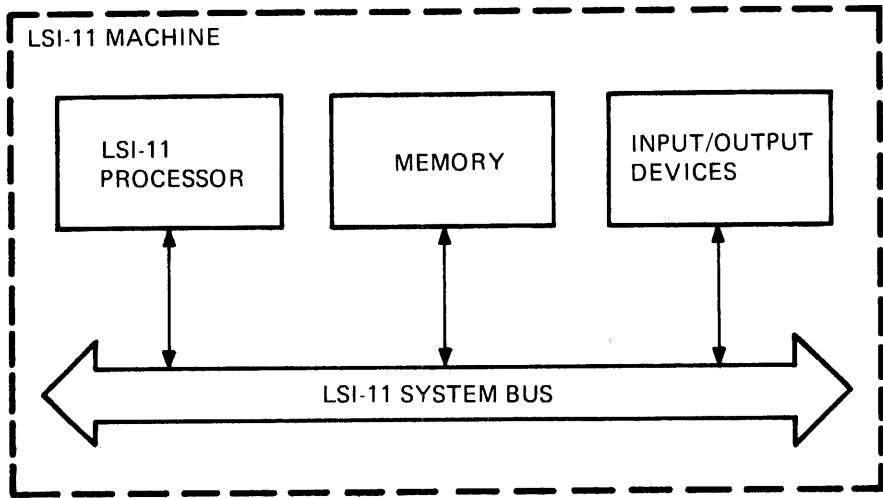 LSI-11 MACHINE
LSI-11
PROCESSOR
MEMORY
INPUT/OUTPUT
DEVICES
LSI-11 SYSTEM BUS